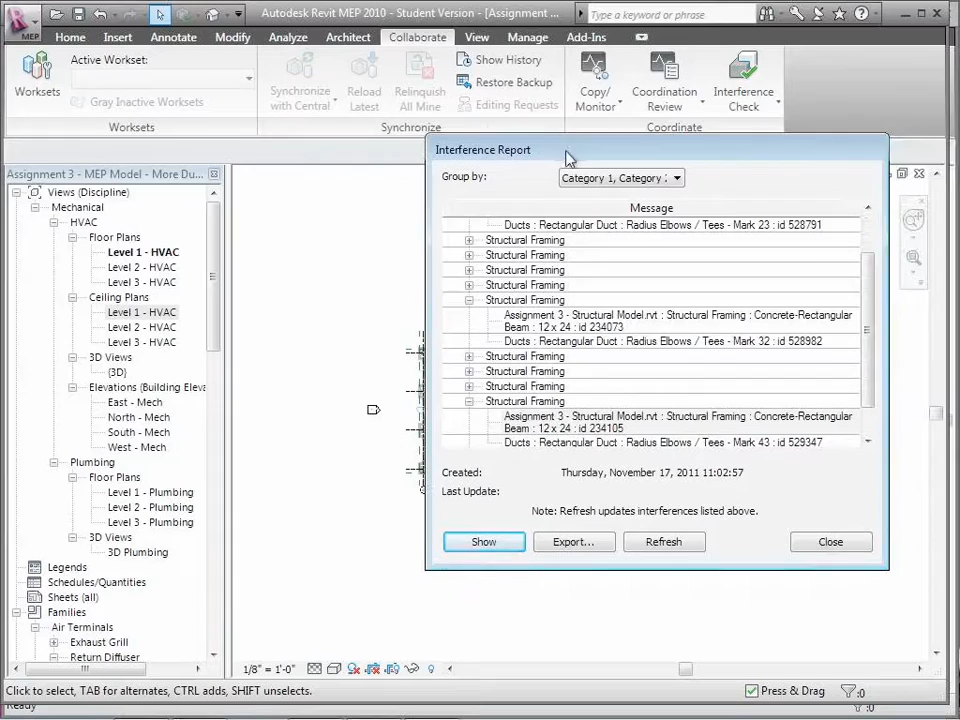 Autodesk Revit MEP 2010 - Student Version - [Assignment ...
Type a keyword or phrase
MEP
Home Insert Annotate Modify Analyze Architect Collaborate View Manage Add-Ins
Worksets
Active Workset:
Gray Inactive Worksets
Synchronize with Central
Reload Latest
Relinquish All Mine
Show History
Restore Backup
Editing Requests
Copy/ Monitor
Coordination Review
Interference Check
Worksets Synchronize Coordinate
Assignment 3 - MEP Model - More Du...
Views (Discipline)
Mechanical
HVAC
Floor Plans
Level 1 - HVAC
Level 2 - HVAC
Level 3 - HVAC
Ceiling Plans
Level 1 - HVAC
Level 2 - HVAC
Level 3 - HVAC
3D Views
{3D}
Elevations (Building Eleva
East - Mech
North - Mech
South - Mech
West - Mech
Plumbing
Floor Plans
Level 1 - Plumbing
Level 2 - Plumbing
Level 3 - Plumbing
3D Views
3D Plumbing
Legends
Schedules/Quantities
Sheets (all)
Families
Air Terminals
Exhaust Grill
Return Diffuser
Interference Report
Group by:
Category 1, Category 2
Message
Ducts : Rectangular Duct : Radius Elbows / Tees - Mark 23 : id 528791
Structural Framing
Structural Framing
Structural Framing
Structural Framing
Structural Framing
Assignment 3 - Structural Model.rvt : Structural Framing : Concrete-Rectangular
Beam : 12 x 24 : id 234073
Ducts : Rectangular Duct : Radius Elbows / Tees - Mark 32 : id 528982
Structural Framing
Structural Framing
Structural Framing
Structural Framing
Assignment 3 - Structural Model.rvt : Structural Framing : Concrete-Rectangular
Beam : 12 x 24 : id 234105
Ducts : Rectangular Duct : Radius Elbows / Tees - Mark 43 : id 529347
Created: Thursday, November 17, 2011 11:02:57
Last Update:
Note: Refresh updates interferences listed above.
Show Export... Refresh Close
1/8" = 1'-0"
Click to select, TAB for alternates, CTRL adds, SHIFT unselects.
Press & Drag :0
Ready :0